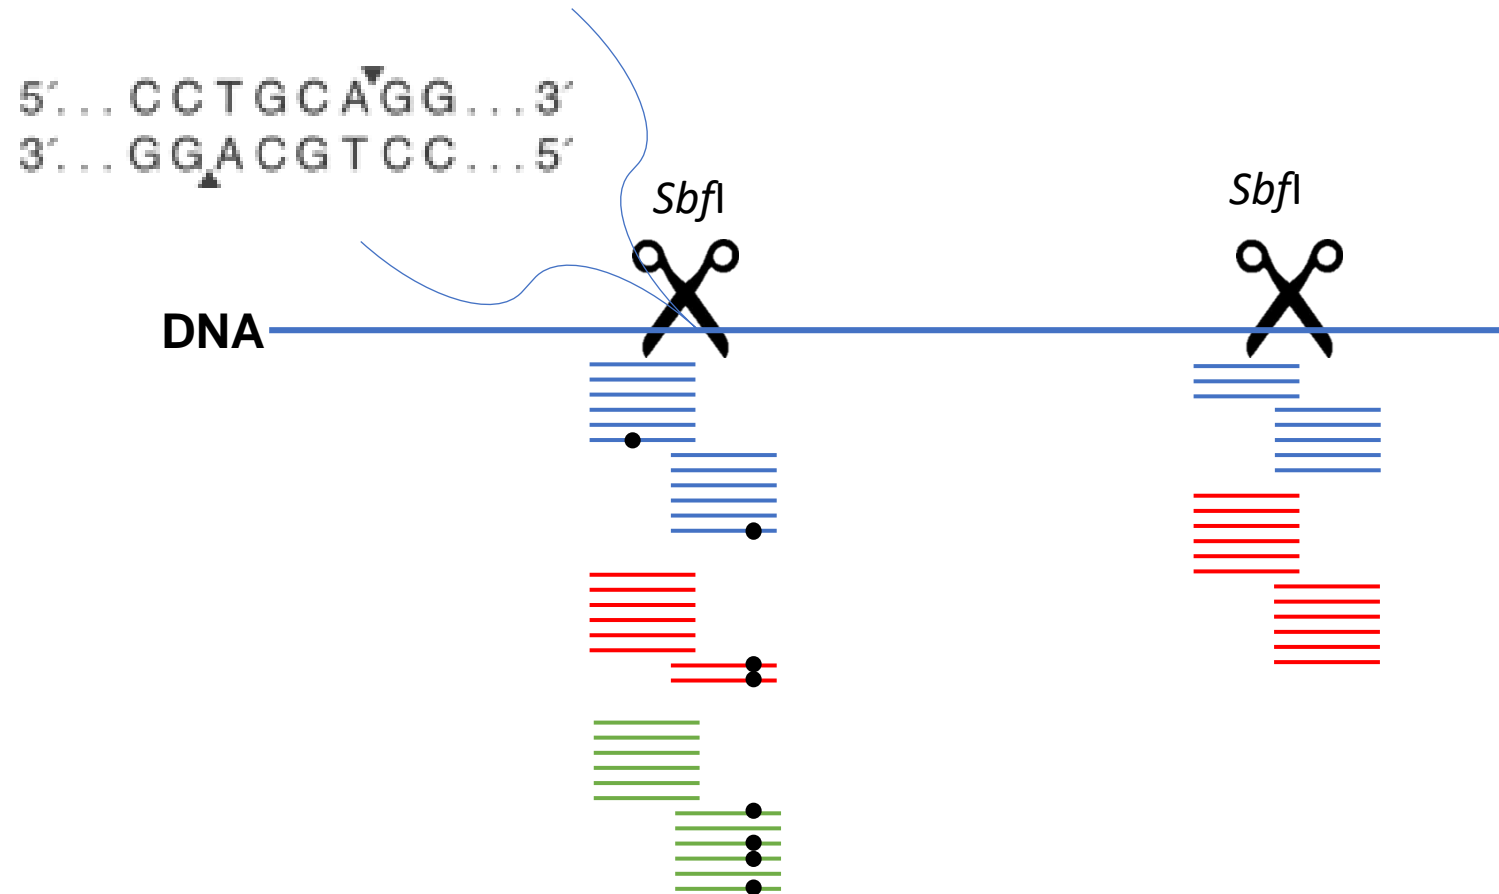 5′...CCTGCAGG...3′
3′...GGACGTCC...5′
SbfI
SbfI
DNA